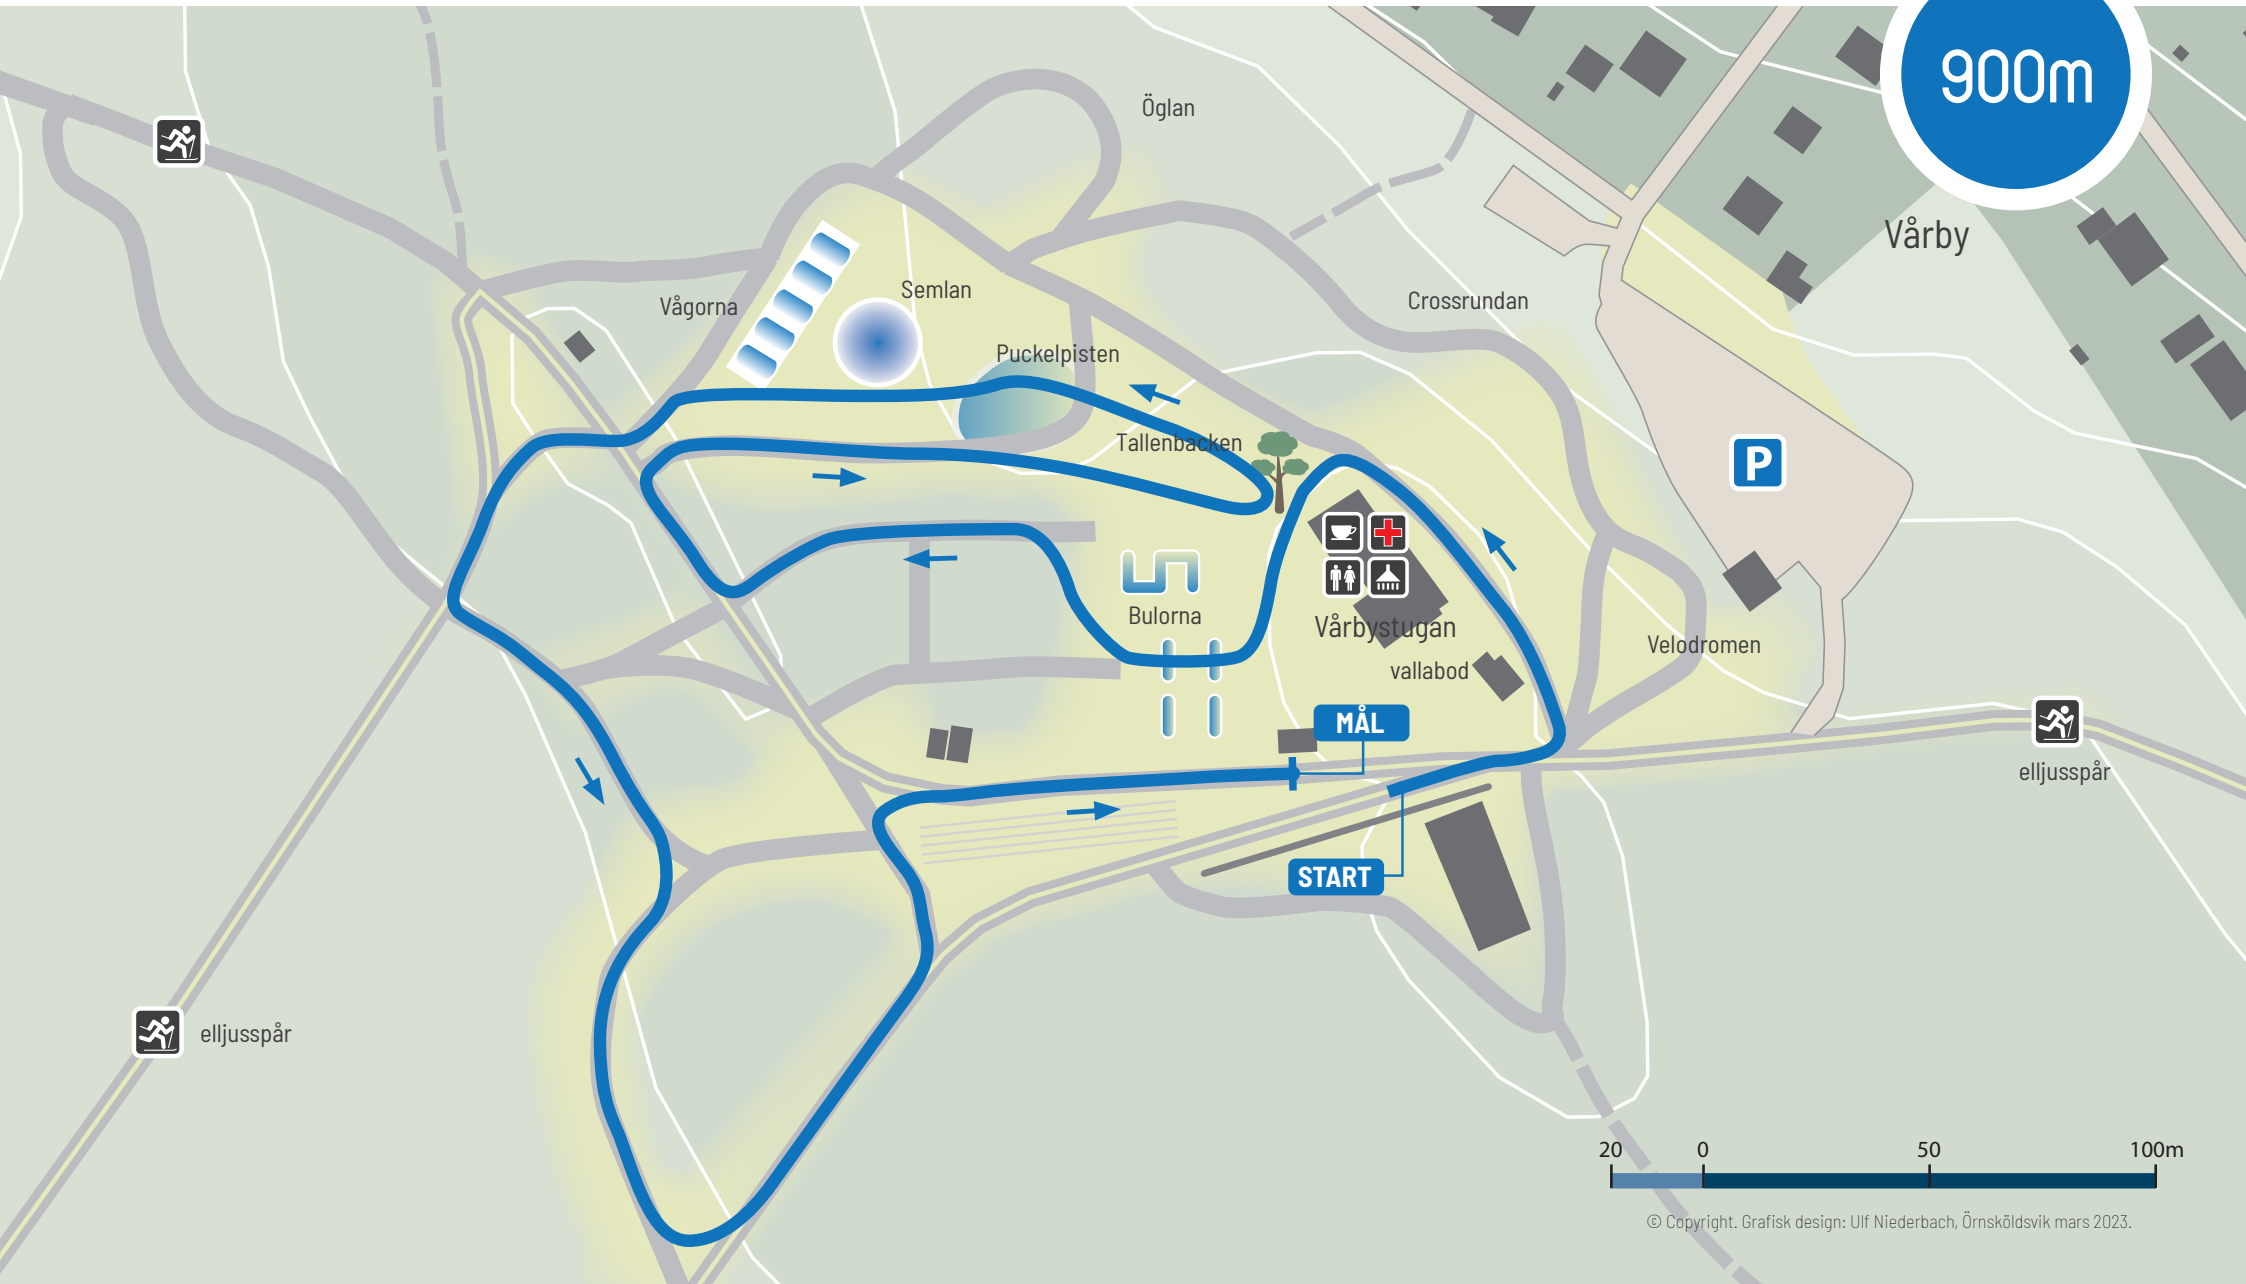 900m
Öglan
Vårby
Semlan
Vågorna
Crossrundan
Puckelpisten
Tallenbacken
P
Bulorna
Vårbystugan
Velodromen
vallabod
MÅL
elljusspår
START
elljusspår
20 0 50 100m
© Copyright. Grafisk design: Ulf Niederbach, Örnsköldsvik mars 2023.